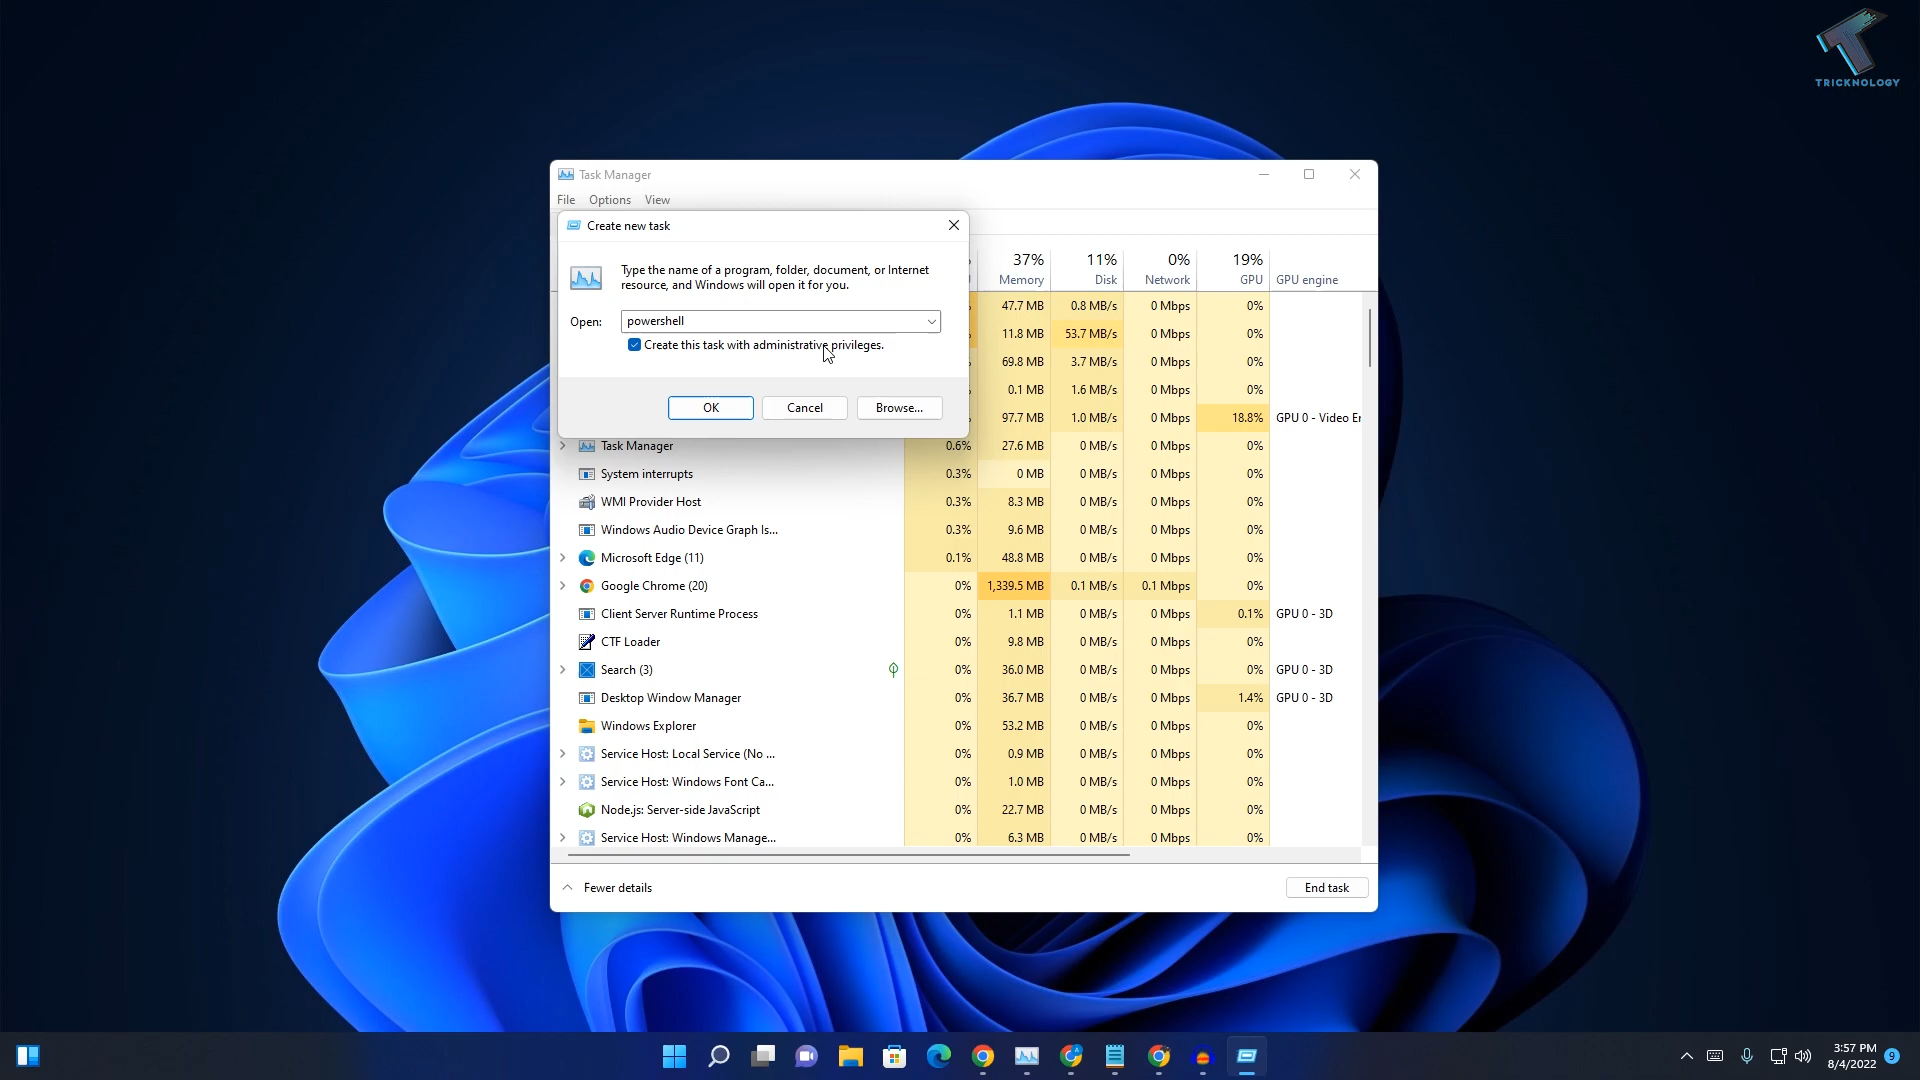 TRICKNOLOGY
Task Manager
File Options View
Create new task
Type the name of a program, folder, document, or Internet
resource, and Windows will open it for you.
Open: powershell
Create this task with administrative privileges.
OK Cancel Browse...
37% 11% 0% 19%
Memory Disk Network GPU GPU engine
47.7 MB 0.8 MB/s 0 Mbps 0%
11.8 MB 53.7 MB/s 0 Mbps 0%
69.8 MB 3.7 MB/s 0 Mbps 0%
0.1 MB 1.6 MB/s 0 Mbps 0%
97.7 MB 1.0 MB/s 0 Mbps 18.8% GPU 0 - Video Er
Task Manager 0.6% 27.6 MB 0 MB/s 0 Mbps 0%
System interrupts 0.3% 0 MB 0 MB/s 0 Mbps 0%
WMI Provider Host 0.3% 8.3 MB 0 MB/s 0 Mbps 0%
Windows Audio Device Graph Is... 0.3% 9.6 MB 0 MB/s 0 Mbps 0%
Microsoft Edge (11) 0.1% 48.8 MB 0 MB/s 0 Mbps 0%
Google Chrome (20) 0% 1,339.5 MB 0.1 MB/s 0.1 Mbps 0%
Client Server Runtime Process 0% 1.1 MB 0 MB/s 0 Mbps 0.1% GPU 0 - 3D
CTF Loader 0% 9.8 MB 0 MB/s 0 Mbps 0%
Search (3) 0% 36.0 MB 0 MB/s 0 Mbps 0% GPU 0 - 3D
Desktop Window Manager 0% 36.7 MB 0 MB/s 0 Mbps 1.4% GPU 0 - 3D
Windows Explorer 0% 53.2 MB 0 MB/s 0 Mbps 0%
Service Host: Local Service (No ... 0% 0.9 MB 0 MB/s 0 Mbps 0%
Service Host: Windows Font Ca... 0% 1.0 MB 0 MB/s 0 Mbps 0%
Node.js: Server-side JavaScript 0% 22.7 MB 0 MB/s 0 Mbps 0%
Service Host: Windows Manage... 0% 6.3 MB 0 MB/s 0 Mbps 0%
Fewer details End task
3:57 PM
8/4/2022 9